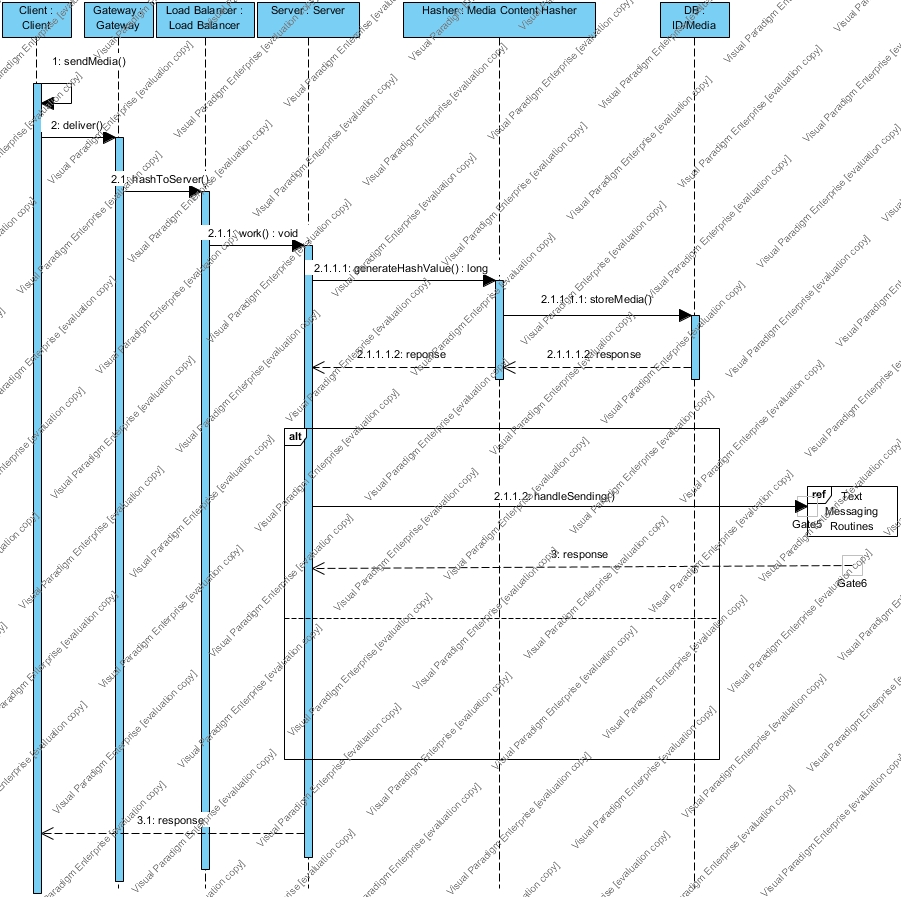 Client :
Client
Gateway :
Gateway
Load Balancer :
Load Balancer
Server : Server
Hasher : Media Content Hasher
DB :
ID/Media
1: sendMedia()
2: deliver()
2.1: hashToServer()
2.1.1: work() : void
2.1.1.1: generateHashValue() : long
2.1.1.1.1: storeMedia()
2.1.1.1.2: reponse
2.1.1.1.2: response
alt
2.1.1.2: handleSending()
ref
Text
Messaging
Routines
Gate5
3: response
Gate6
3.1: response
Visual Paradigm Enterprise [evaluation copy]